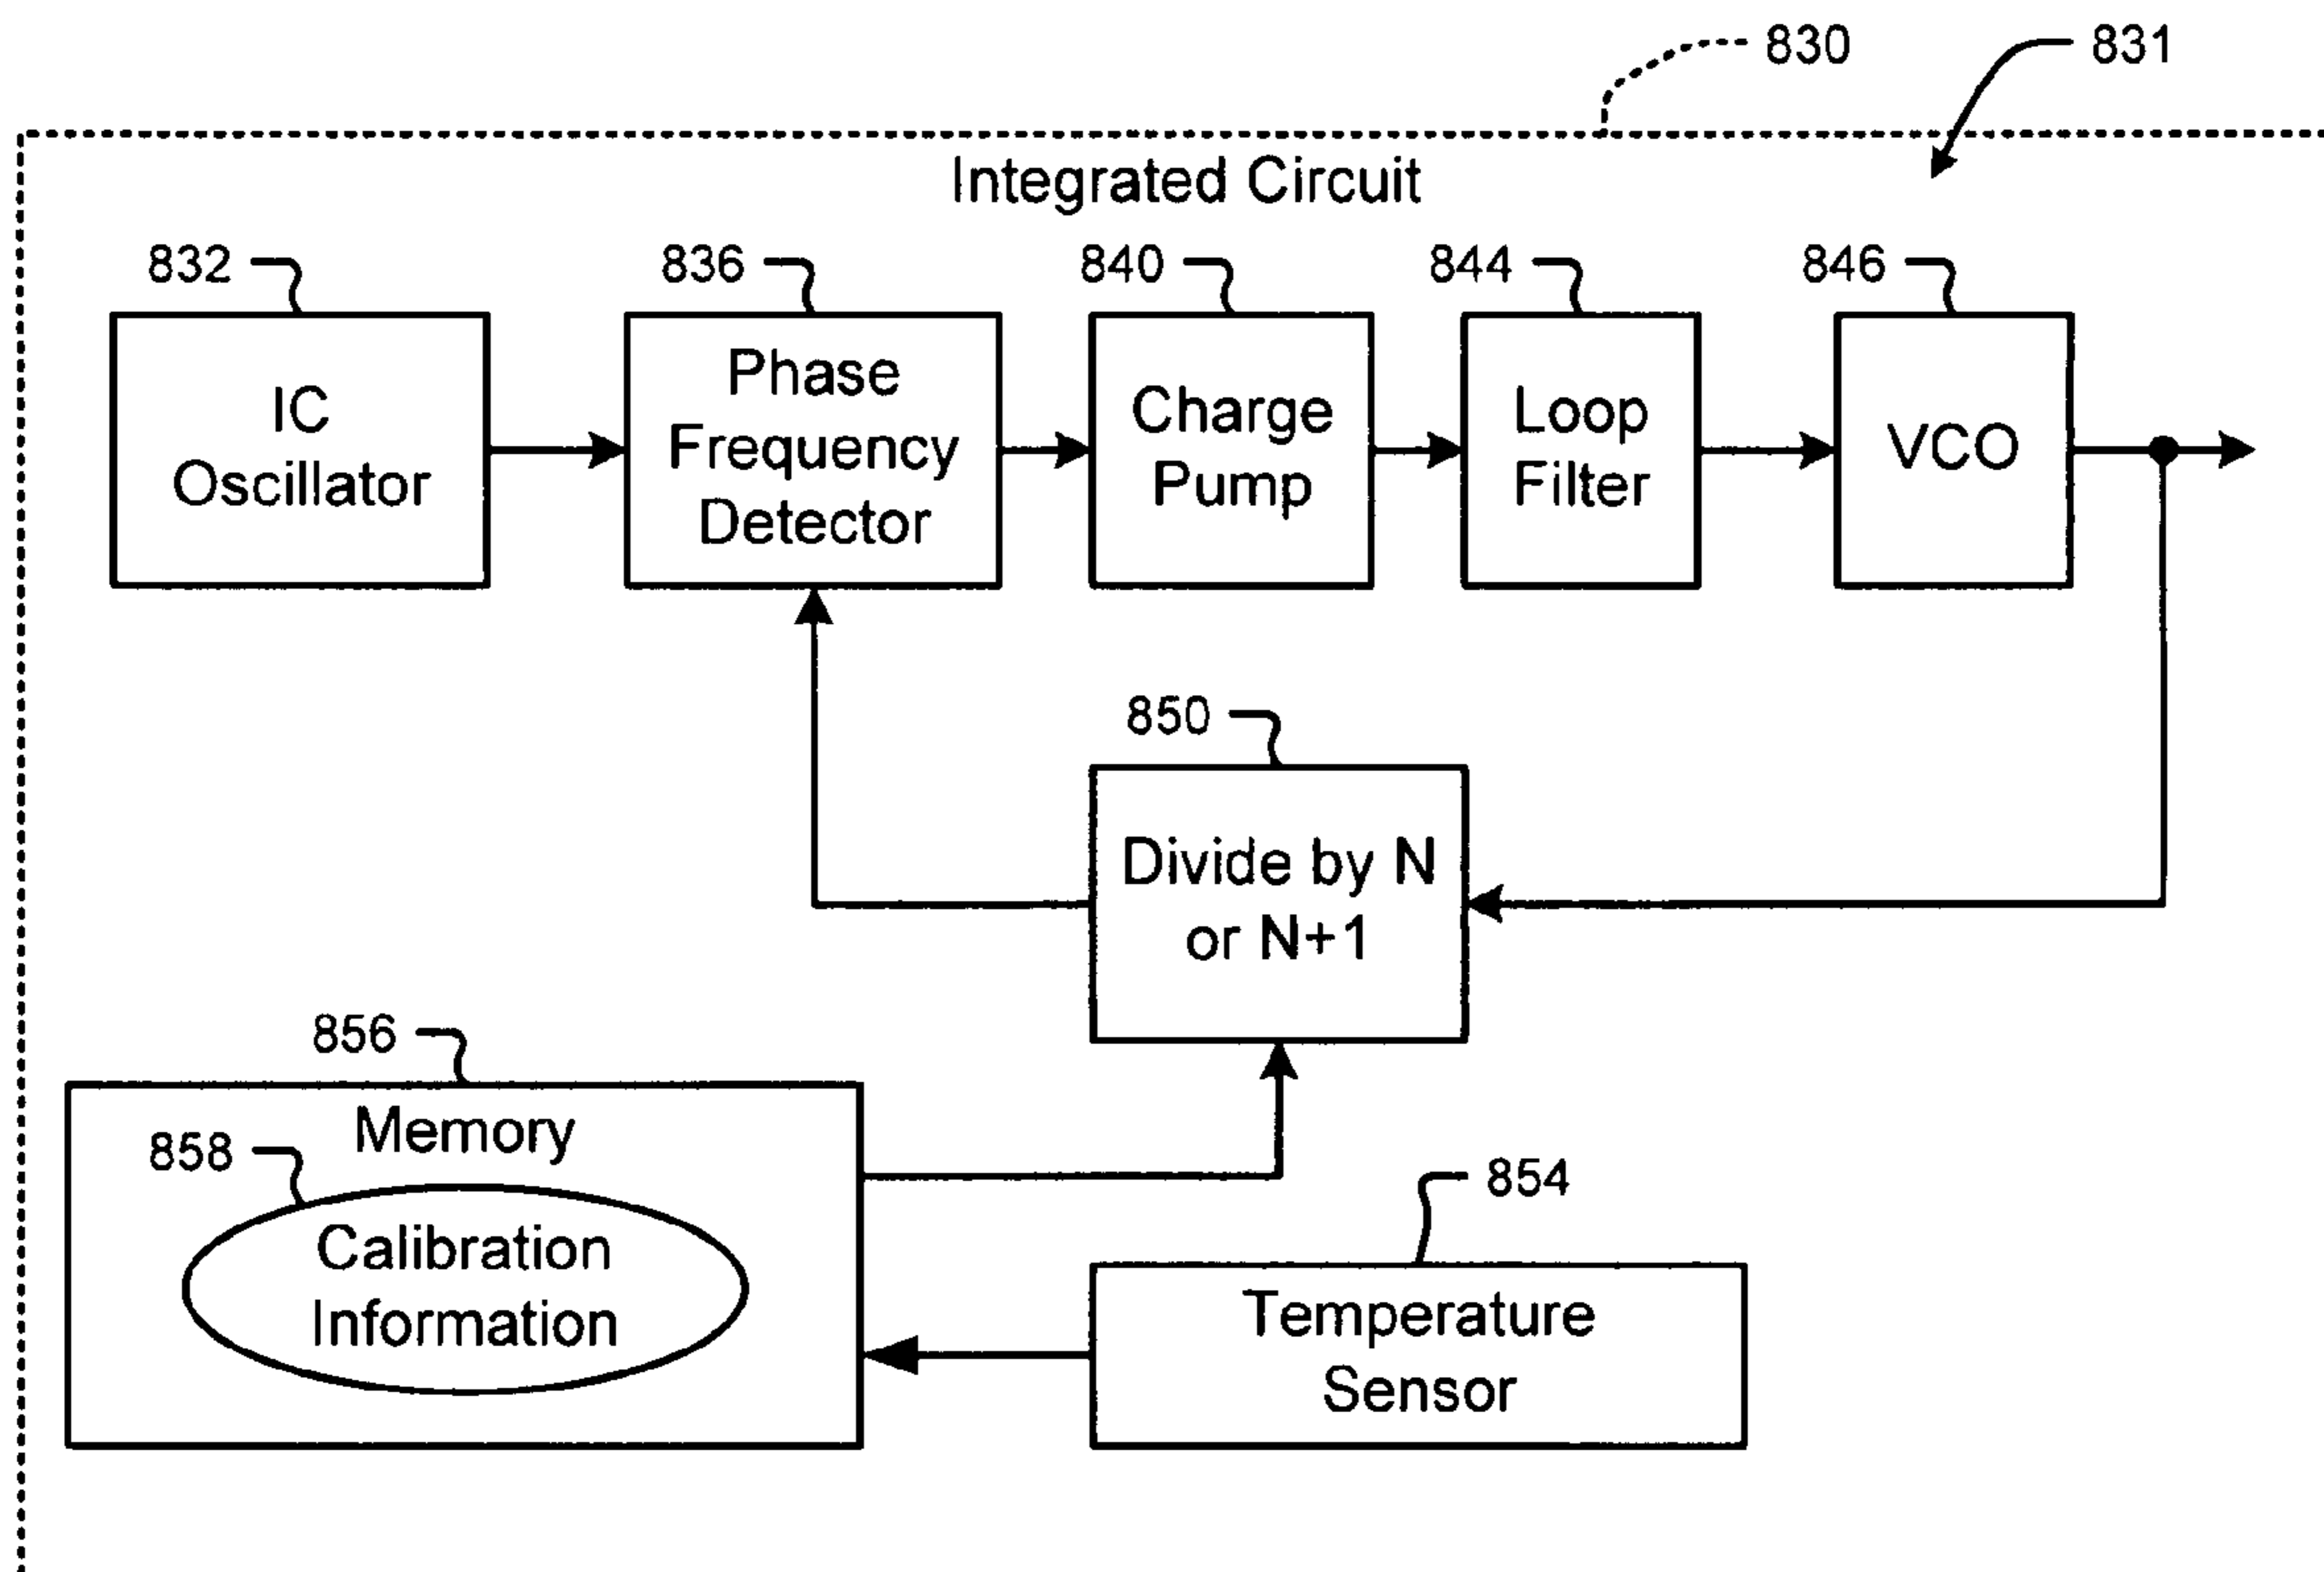 830
831
Integrated Circuit
832
836
840
844
846
IC
Oscillator
Phase
Frequency
Detector
Charge
Pump
Loop
Filter
VCO
850
Divide by N
or N+1
856
Memory
858
Calibration
Information
854
Temperature
Sensor